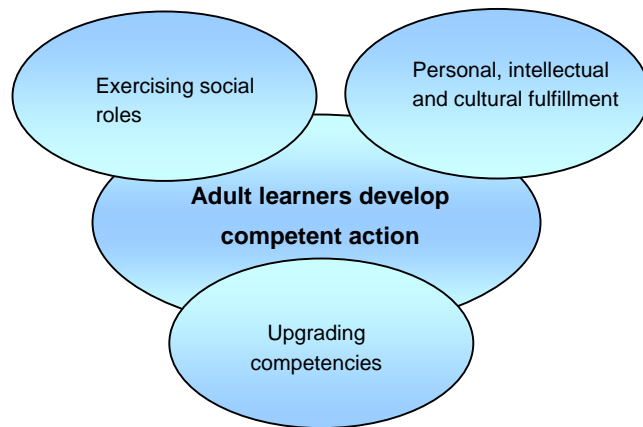 Exercising social
roles
Personal, intellectual
and cultural fulfillment
Adult learners develop
competent action
Upgrading
competencies